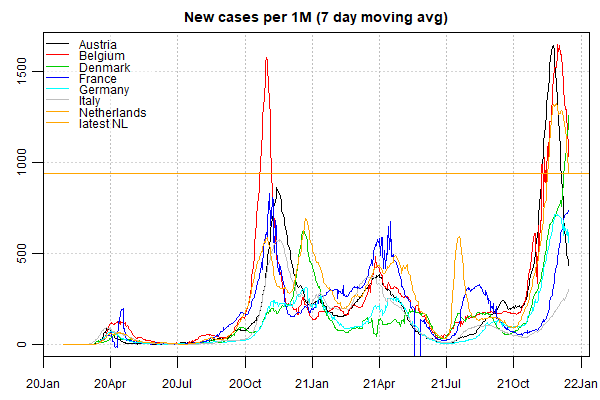 New cases per 1M (7 day moving avg)
Austria
Belgium
Denmark
France
Germany
Italy
Netherlands
latest NL
1500
1000
500
0
20Jan 20Apr 20Jul 20Oct 21Jan 21Apr 21Jul 21Oct 22Jan